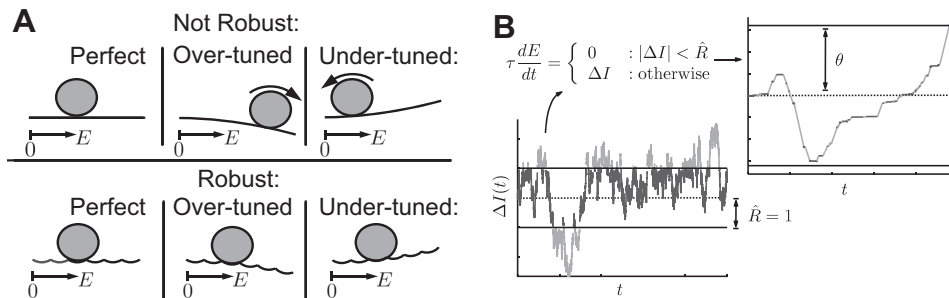 A
Not Robust:
Perfect
Over-tuned
Under-tuned:
0 E
0 E
0 E
Robust:
Perfect
Over-tuned
Under-tuned:
0 E
0 E
0 E
B
τ dE/dt = { 0 : |ΔI| < R̂
ΔI : otherwise
θ
t
ΔI(t)
R̂ = 1
t